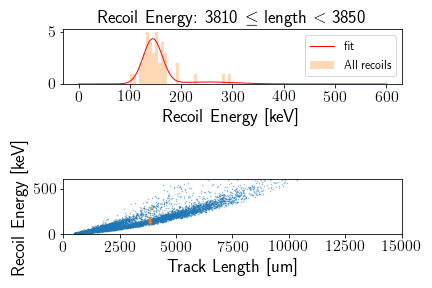 Recoil Energy: 3810 ≤ length < 3850
5
0
fit
All recoils
0 100 200 300 400 500 600
Recoil Energy [keV]
Recoil Energy [keV]
500
0
0 2500 5000 7500 10000 12500 15000
Track Length [um]